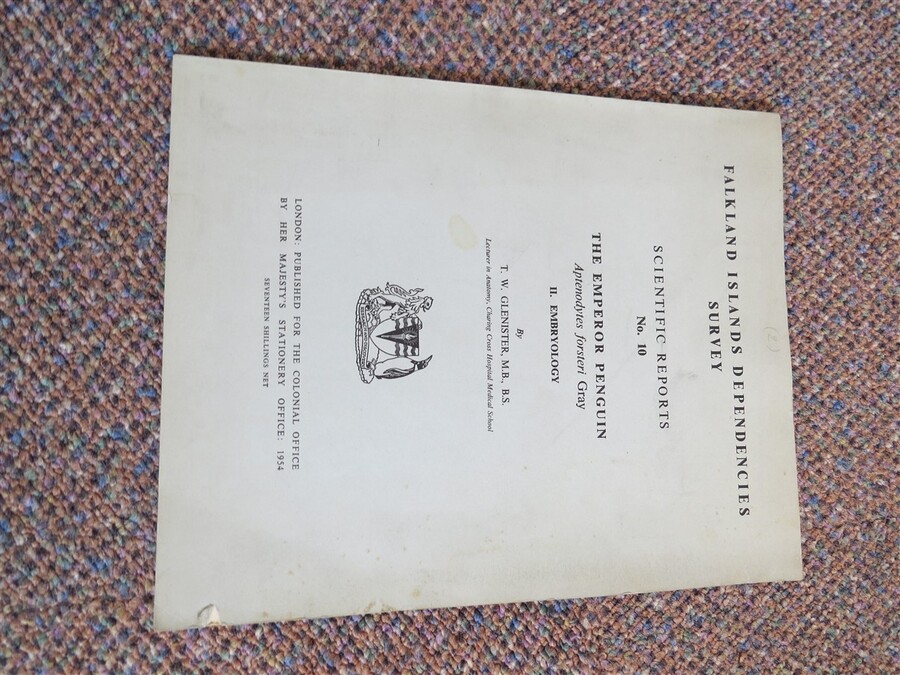 (2)
FALKLAND ISLANDS DEPENDENCIES
SURVEY
SCIENTIFIC REPORTS
No. 10
THE EMPEROR PENGUIN
Aptenodytes forsteri Gray
II. EMBRYOLOGY
By
T. W. GLENISTER, M.B., B.S.
Lecturer in Anatomy, Charing Cross Hospital Medical School
LONDON: PUBLISHED FOR THE COLONIAL OFFICE
BY HER MAJESTY'S STATIONERY OFFICE: 1954
SEVENTEEN SHILLINGS NET